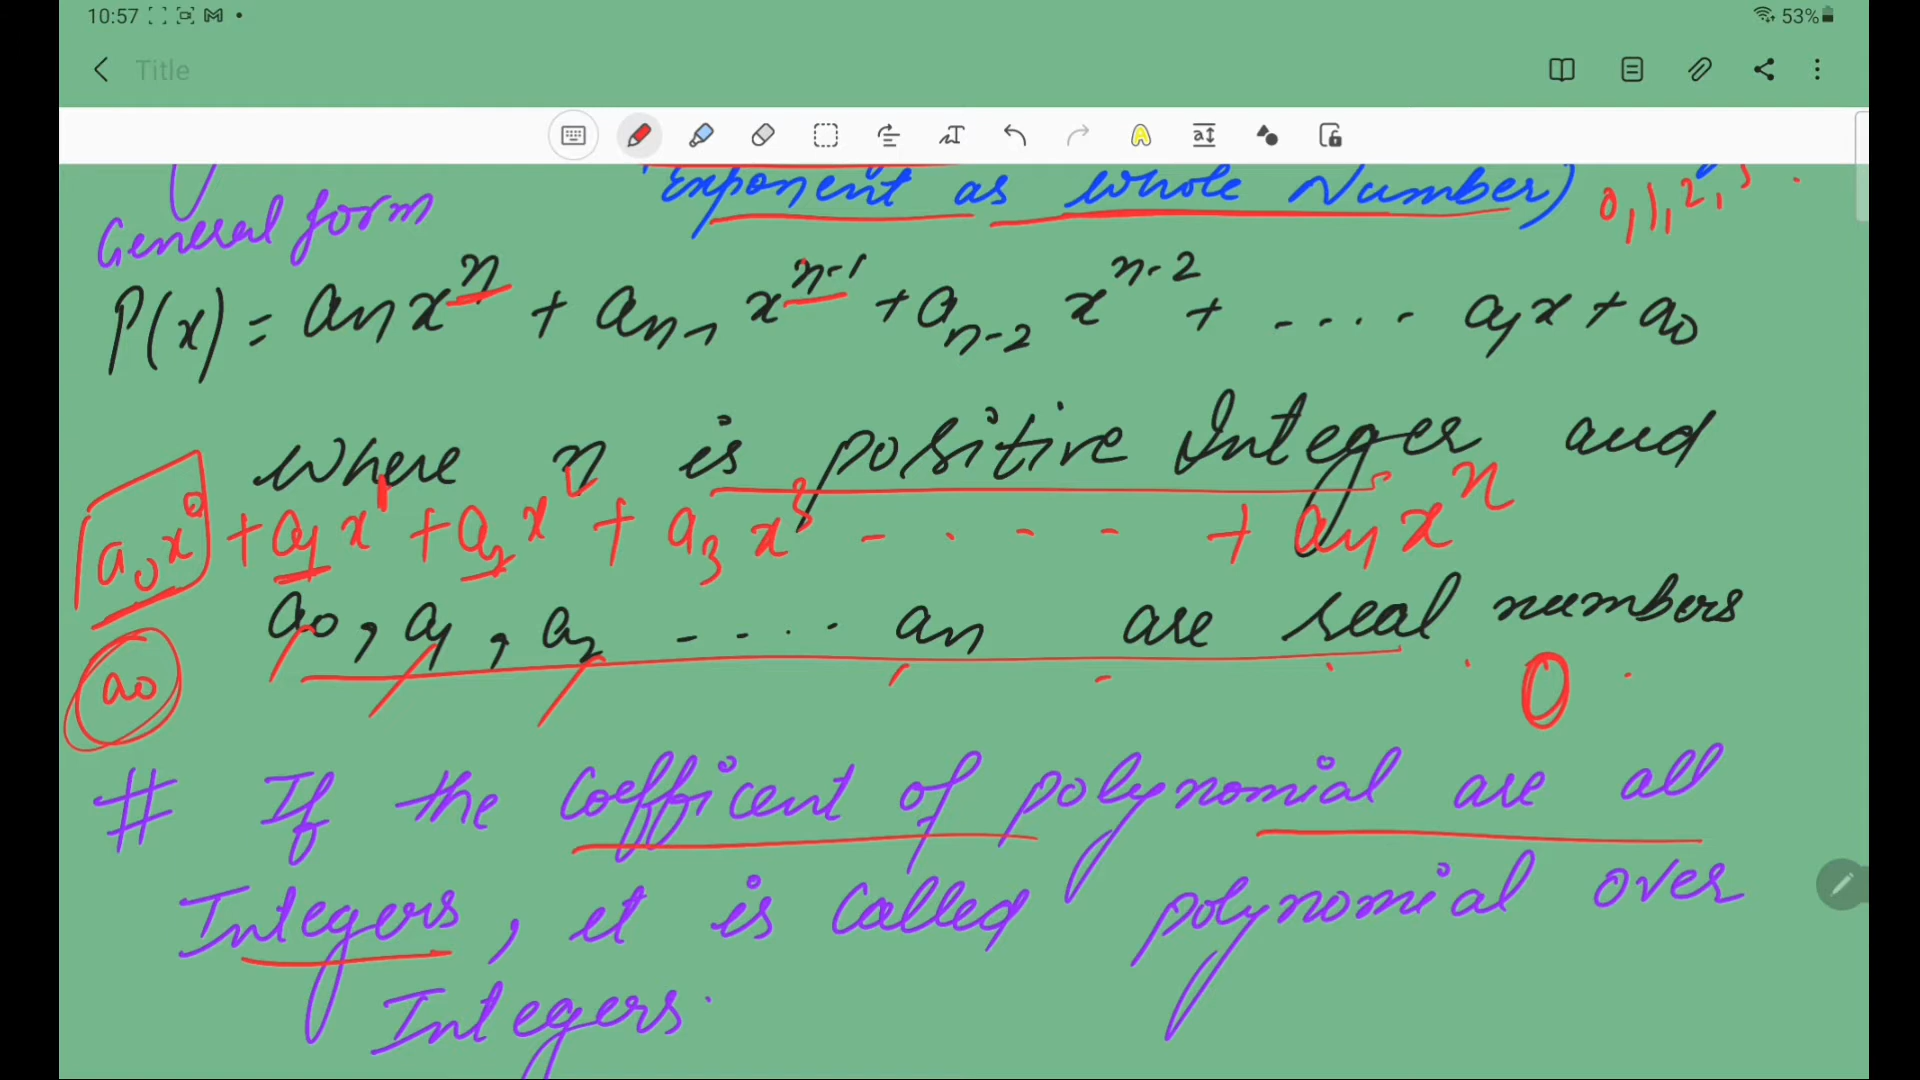 10:57
53%
Title
Exponent as whole Number) 0, 1, 2, 3
General form
P(x) = aₙxⁿ + aₙ₋₁ xⁿ⁻¹ + aₙ₋₂ xⁿ⁻² + .... a₁x + a₀
where n is positive Integer and
a₀x⁰ + a₁x¹ + a₂x² + a₃x³ - . - - + aₙxⁿ
a₀, a₁, a₂ - - . . - aₙ are real numbers
a₀
0
# If the Coefficent of polynomial are all
Integers, it is Called polynomial over
Integers.